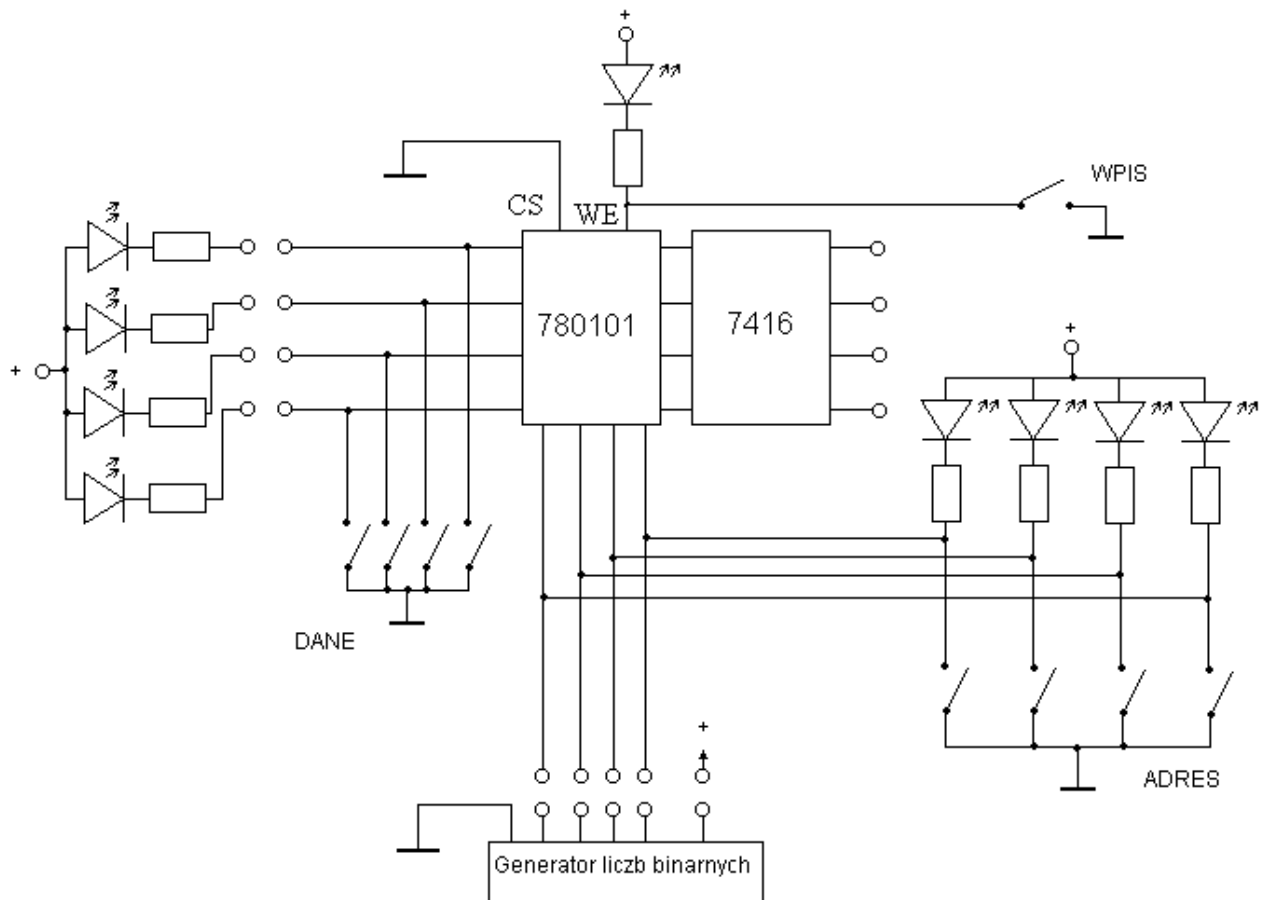 +
WPIS
CS
WE
780101
7416
+
+
DANE
+
ADRES
Generator liczb binarnych